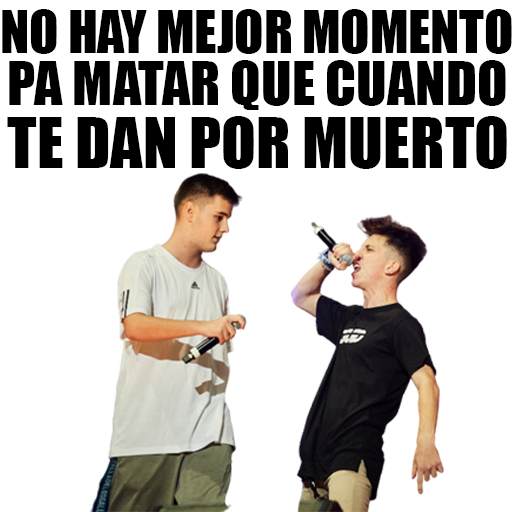 NO HAY MEJOR MOMENTO
PA MATAR QUE CUANDO
TE DAN POR MUERTO